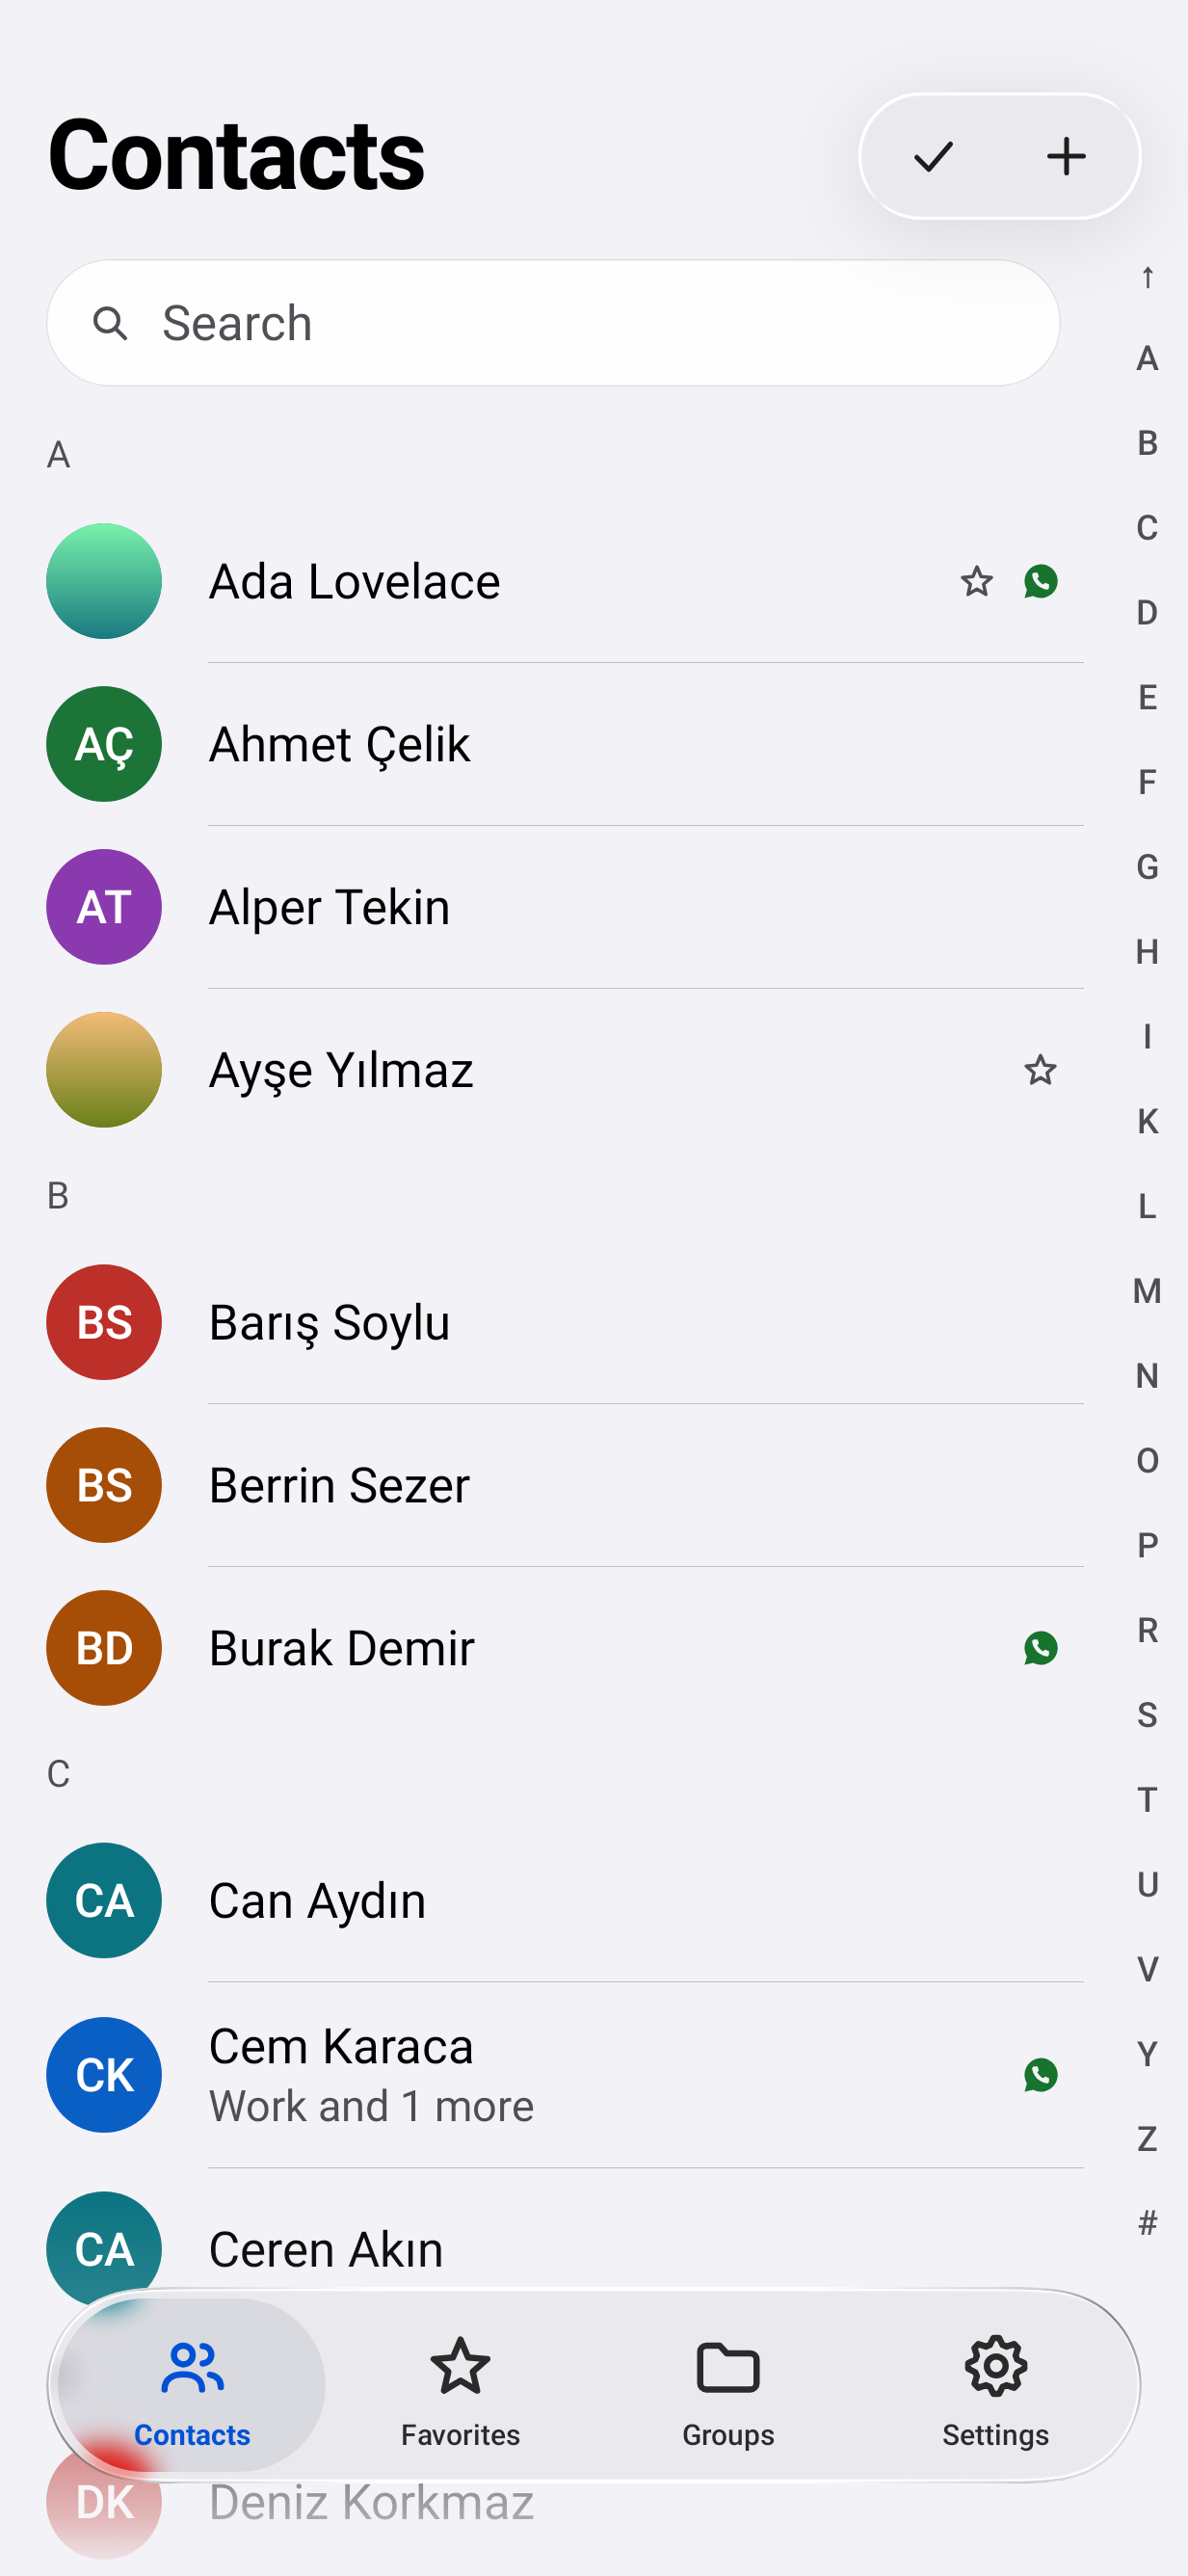 Contacts
Search
A
Ada Lovelace
AÇ
Ahmet Çelik
AT
Alper Tekin
Ayşe Yılmaz
B
BS
Barış Soylu
BS
Berrin Sezer
BD
Burak Demir
C
CA
Can Aydın
CK
Cem Karaca
Work and 1 more
CA
Ceren Akın
DK
Deniz Korkmaz
↑
A
B
C
D
E
F
G
H
I
K
L
M
N
O
P
R
S
T
U
V
Y
Z
#
Contacts
Favorites
Groups
Settings